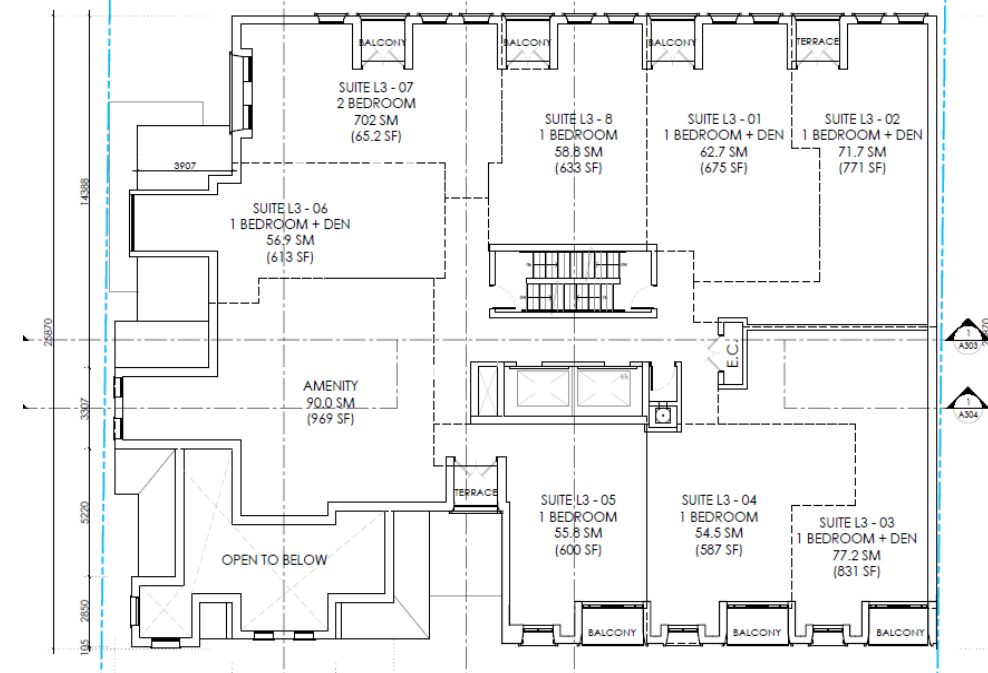 BALCONY
BALCONY
BALCONY
TERRACE
SUITE L3 - 07
2 BEDROOM
702 SM
(65.2 SF)
SUITE L3 - 8
1 BEDROOM
58.8 SM
(633 SF)
SUITE L3 - 01
1 BEDROOM + DEN
62.7 SM
(675 SF)
SUITE L3 - 02
1 BEDROOM + DEN
71.7 SM
(771 SF)
3907
14388
SUITE L3 - 06
1 BEDROOM + DEN
56.9 SM
(613 SF)
25870
E.C.
1
A303
AMENITY
90.0 SM
(969 SF)
3307
1
A304
TERRACE
SUITE L3 - 05
1 BEDROOM
55.8 SM
(600 SF)
SUITE L3 - 04
1 BEDROOM
54.5 SM
(587 SF)
SUITE L3 - 03
1 BEDROOM + DEN
77.2 SM
(831 SF)
5220
OPEN TO BELOW
2850
BALCONY
BALCONY
BALCONY